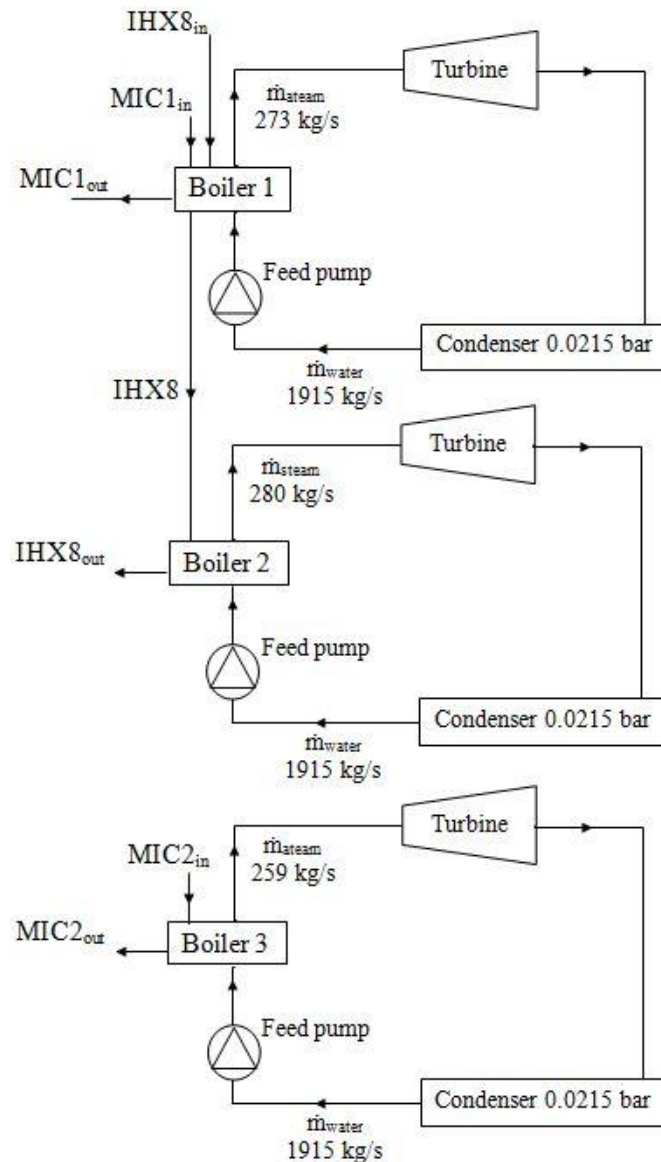 IHX8in
Turbine
MIC1in
ṁateam
273 kg/s
MIC1out
Boiler 1
Feed pump
Condenser 0.0215 bar
ṁwater
1915 kg/s
IHX8
Turbine
ṁsteam
280 kg/s
IHX8out
Boiler 2
Feed pump
Condenser 0.0215 bar
ṁwater
1915 kg/s
Turbine
MIC2in
ṁateam
259 kg/s
MIC2out
Boiler 3
Feed pump
Condenser 0.0215 bar
ṁwater
1915 kg/s